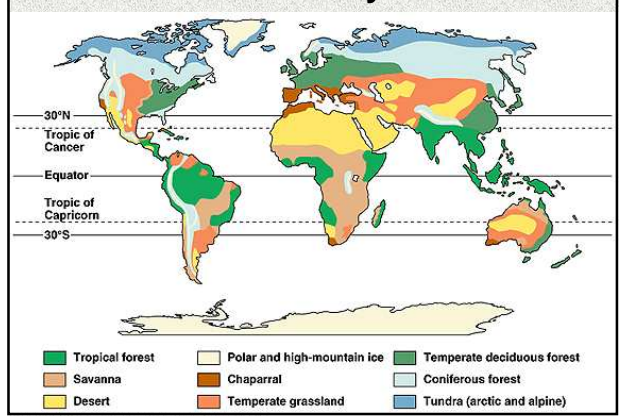 30°N
Tropic of
Cancer
Equator
Tropic of
Capricorn
30°S
Tropical forest
Polar and high-mountain ice
Temperate deciduous forest
Savanna
Chaparral
Coniferous forest
Desert
Temperate grassland
Tundra (arctic and alpine)